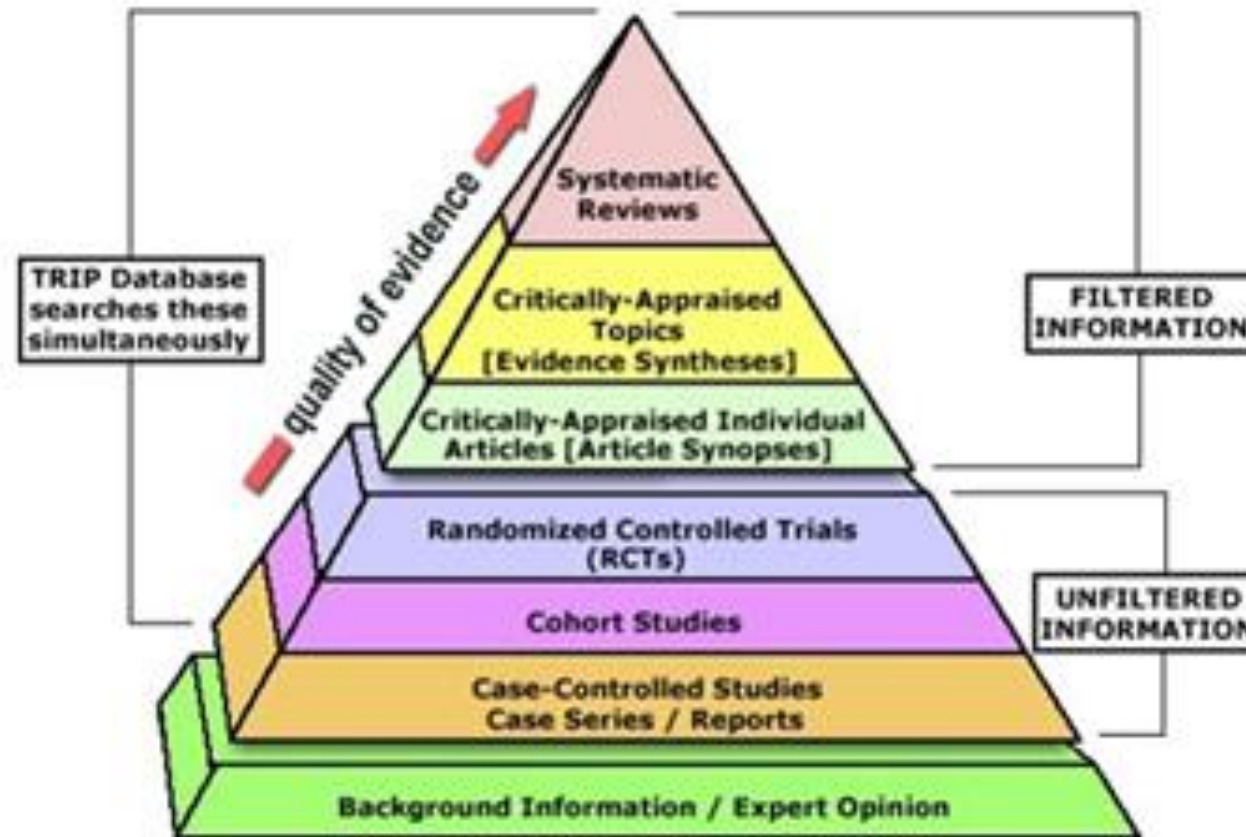 Systematic
Reviews
quality of evidence
TRIP Database
searches these
simultaneously
Critically-Appraised
Topics
[Evidence Syntheses]
FILTERED
INFORMATION
Critically-Appraised Individual
Articles [Article Synopses]
Randomized Controlled Trials
(RCTs)
Cohort Studies
UNFILTERED
INFORMATION
Case-Controlled Studies
Case Series / Reports
Background Information / Expert Opinion